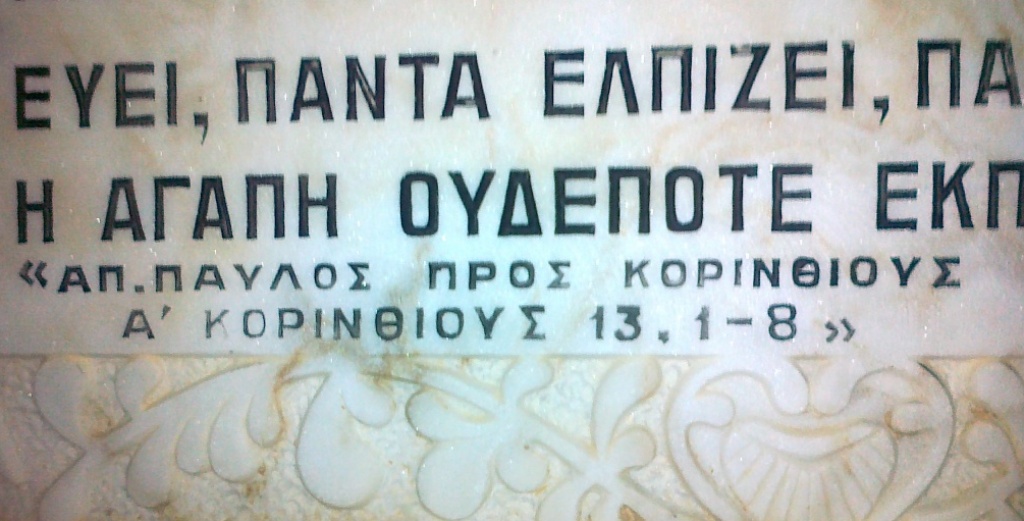 ΕΥΕΙ, ΠΑΝΤΑ ΕΛΠΙΖΕΙ, ΠΑ
Η ΑΓΑΠΗ ΟΥΔΕΠΟΤΕ ΕΚΠ
«ΑΠ. ΠΑΥΛΟΣ ΠΡΟΣ ΚΟΡΙΝΘΙΟΥΣ
Α' ΚΟΡΙΝΘΙΟΥΣ 13, 1-8»